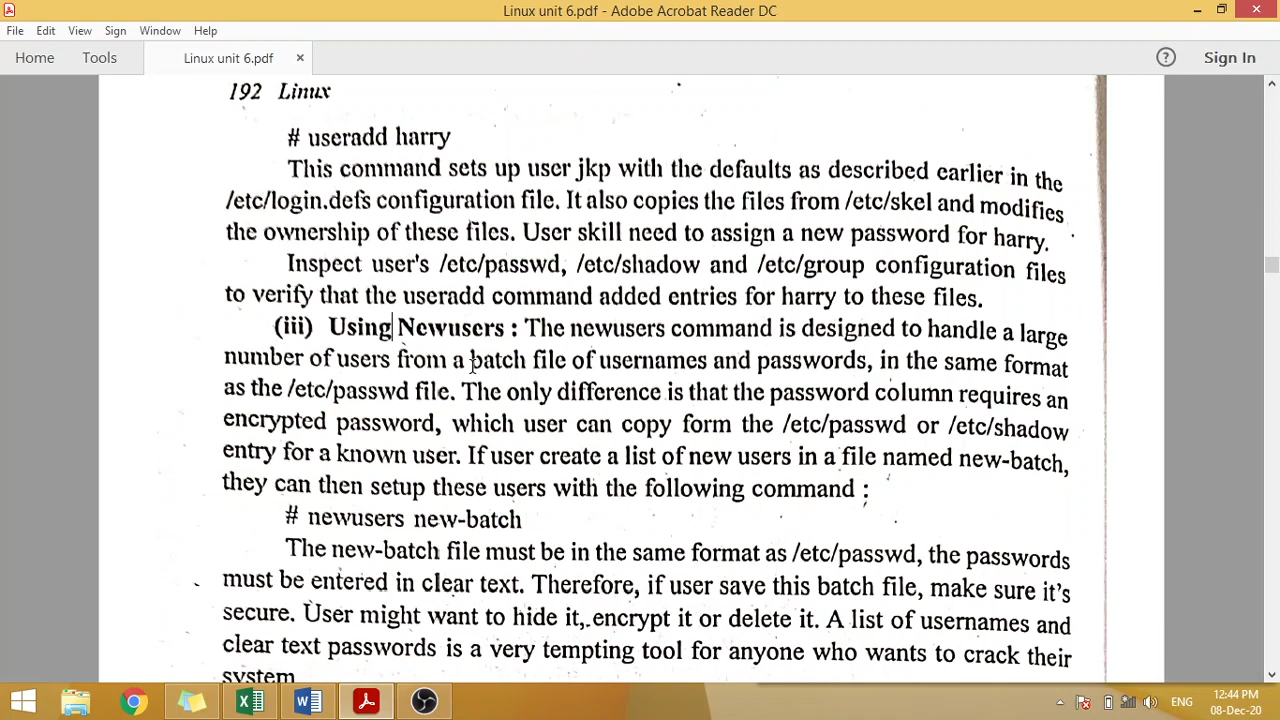 Linux unit 6.pdf - Adobe Acrobat Reader DC
File Edit View Sign Window Help
Home Tools Linux unit 6.pdf × ? Sign In
192 Linux
# useradd harry
This command sets up user jkp with the defaults as described earlier in the
/etc/login.defs configuration file. It also copies the files from /etc/skel and modifies
the ownership of these files. User skill need to assign a new password for harry.
Inspect user's /etc/passwd, /etc/shadow and /etc/group configuration files
to verify that the useradd command added entries for harry to these files.
(iii) Using Newusers : The newusers command is designed to handle a large
number of users from a batch file of usernames and passwords, in the same format
as the /etc/passwd file. The only difference is that the password column requires an
encrypted password, which user can copy form the /etc/passwd or /etc/shadow
entry for a known user. If user create a list of new users in a file named new-batch,
they can then setup these users with the following command :
# newusers new-batch
The new-batch file must be in the same format as /etc/passwd, the passwords
must be entered in clear text. Therefore, if user save this batch file, make sure it's
secure. User might want to hide it, encrypt it or delete it. A list of usernames and
clear text passwords is a very tempting tool for anyone who wants to crack their
system
ENG
12:44 PM
08-Dec-20